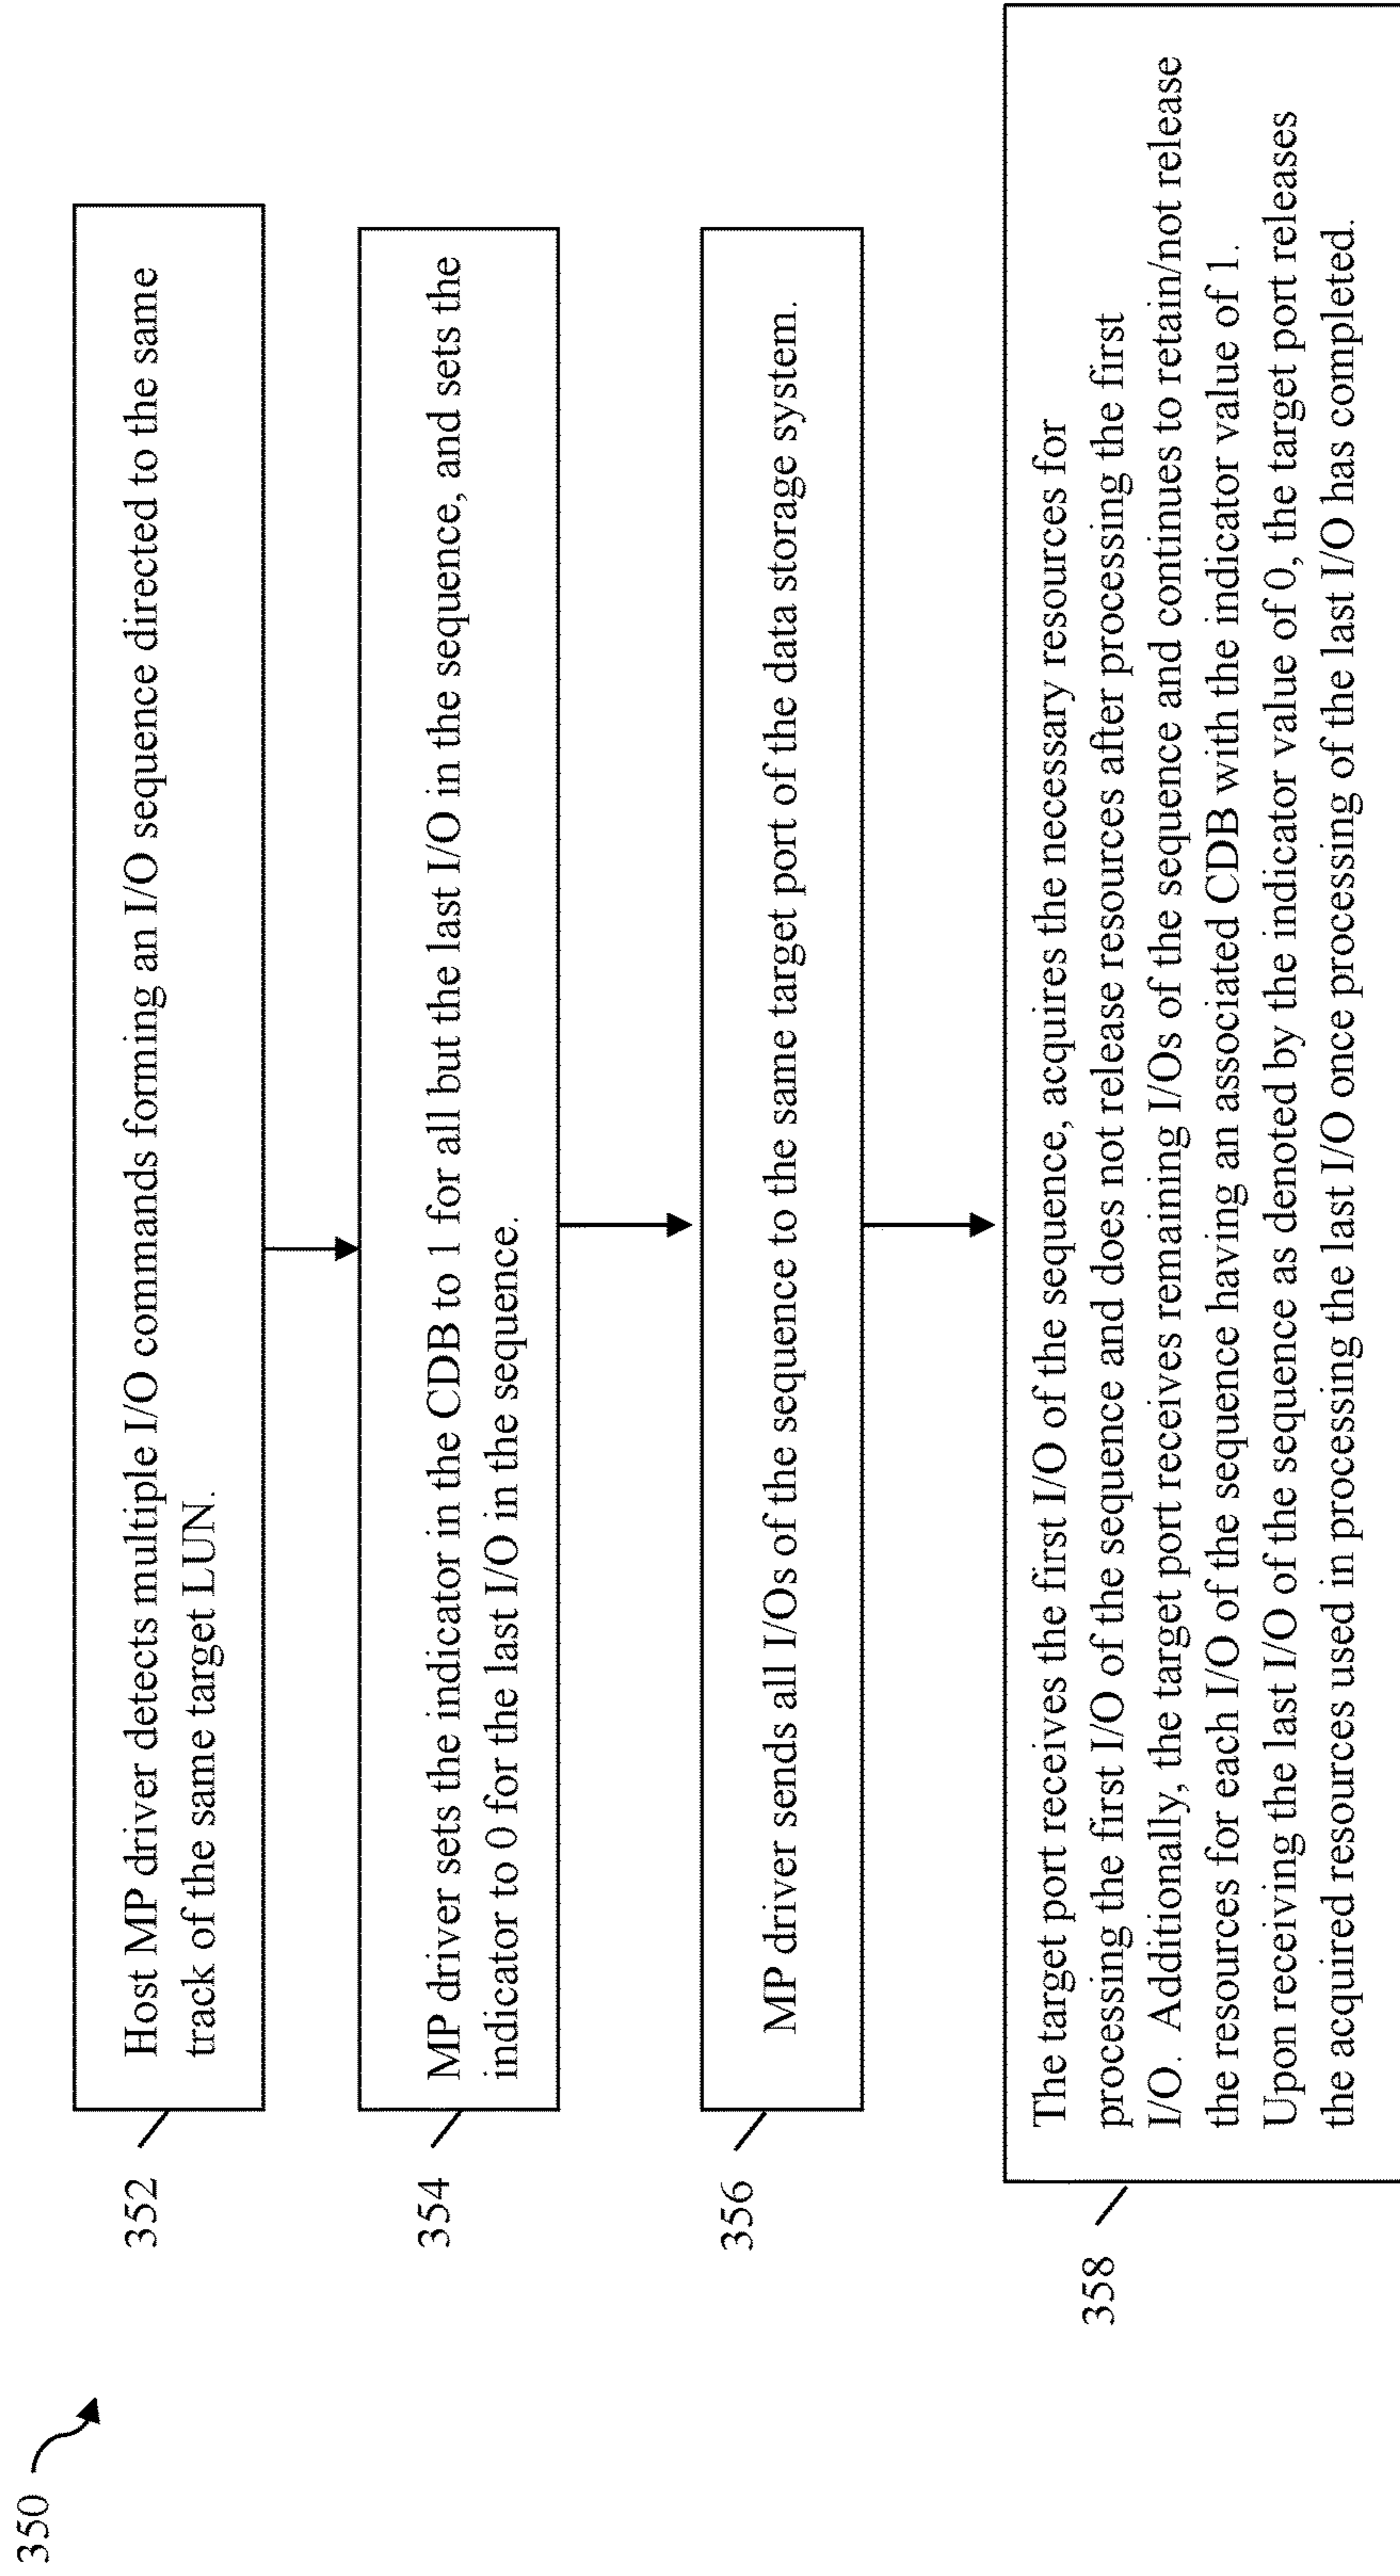 350
352
Host MP driver detects multiple I/O commands forming an I/O sequence directed to the same
track of the same target LUN.
354
MP driver sets the indicator in the CDB to 1 for all but the last I/O in the sequence, and sets the
indicator to 0 for the last I/O in the sequence.
356
MP driver sends all I/Os of the sequence to the same target port of the data storage system.
358
The target port receives the first I/O of the sequence, acquires the necessary resources for
processing the first I/O of the sequence and does not release resources after processing the first
I/O. Additionally, the target port receives remaining I/Os of the sequence and continues to retain/not release
the resources for each I/O of the sequence having an associated CDB with the indicator value of 1.
Upon receiving the last I/O of the sequence as denoted by the indicator value of 0, the target port releases
the acquired resources used in processing the last I/O once processing of the last I/O has completed.